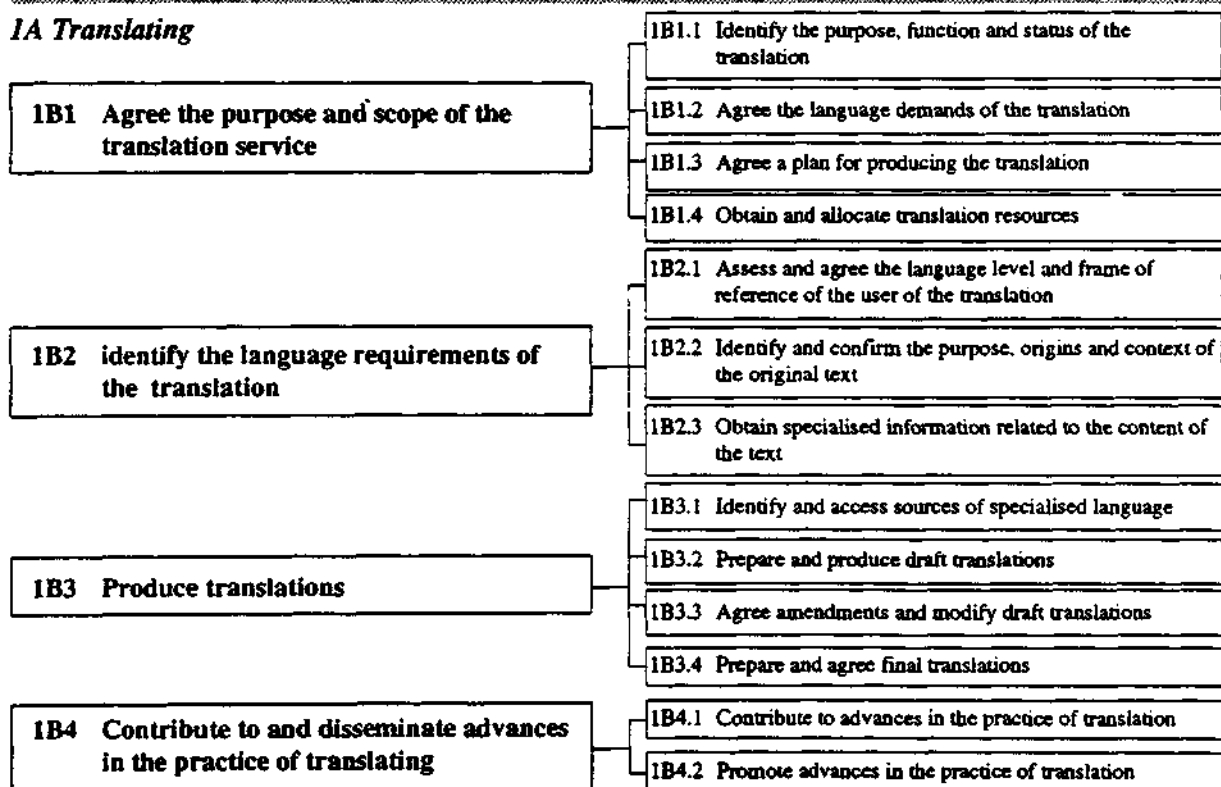 1A Translating
1B1 Agree the purpose and scope of the
translation service
1B1.1 Identify the purpose, function and status of the
translation
1B1.2 Agree the language demands of the translation
1B1.3 Agree a plan for producing the translation
1B1.4 Obtain and allocate translation resources
1B2 identify the language requirements of
the translation
1B2.1 Assess and agree the language level and frame of
reference of the user of the translation
1B2.2 Identify and confirm the purpose, origins and context of
the original text
1B2.3 Obtain specialised information related to the content of
the text
1B3 Produce translations
1B3.1 Identify and access sources of specialised language
1B3.2 Prepare and produce draft translations
1B3.3 Agree amendments and modify draft translations
1B3.4 Prepare and agree final translations
1B4 Contribute to and disseminate advances
in the practice of translating
1B4.1 Contribute to advances in the practice of translation
1B4.2 Promote advances in the practice of translation